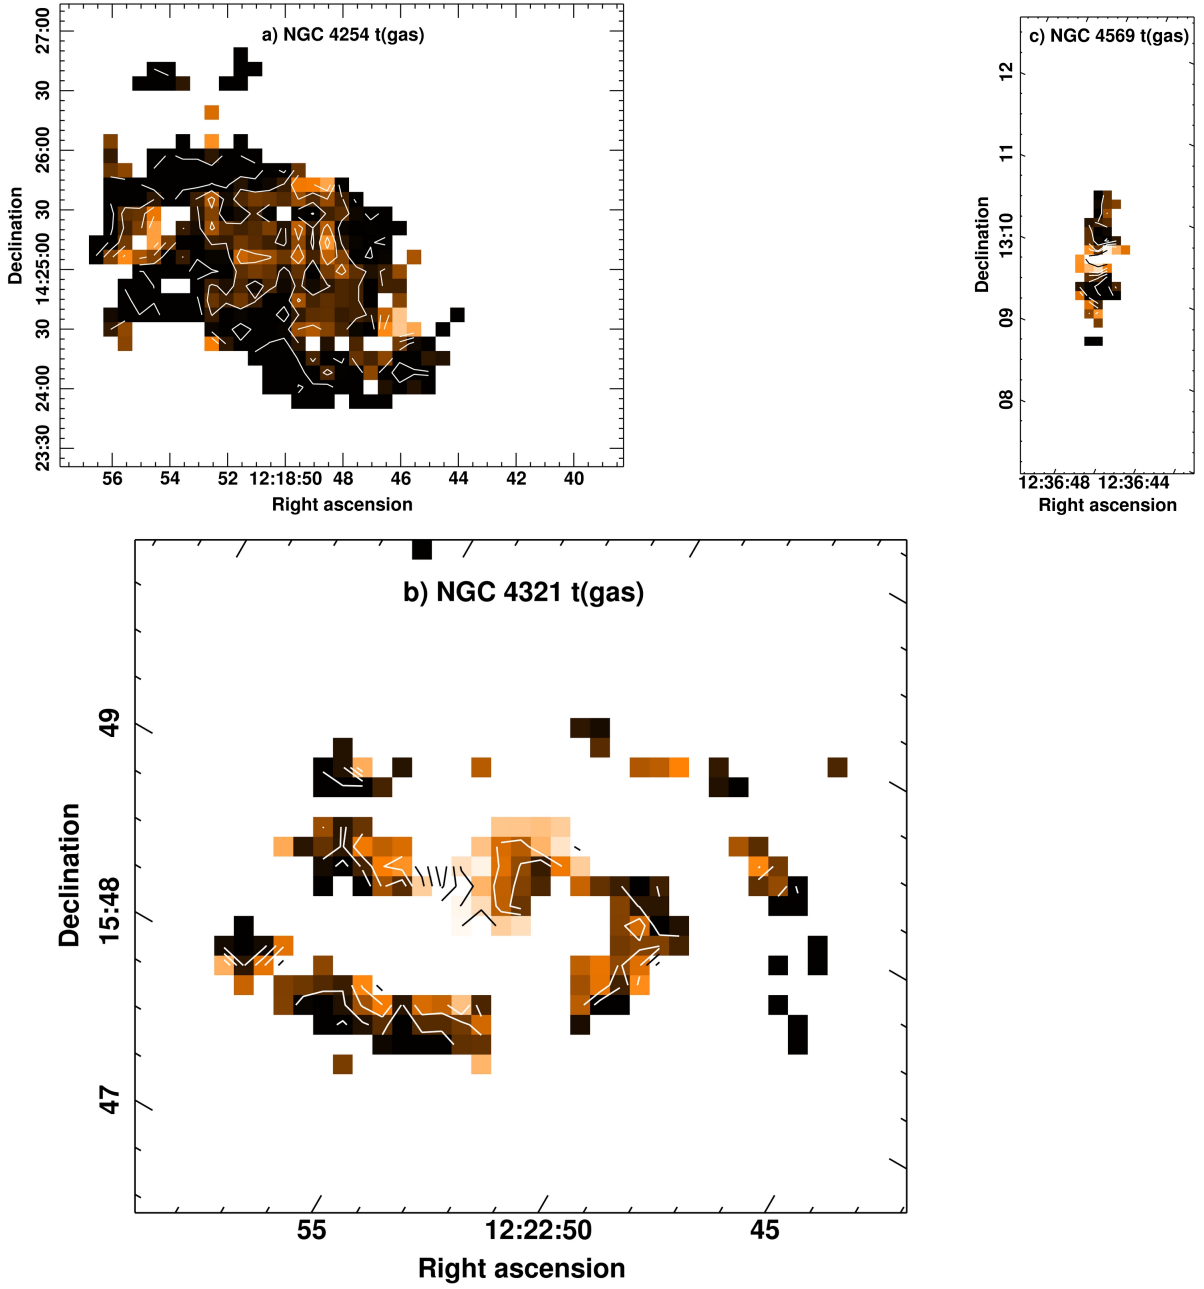 a) NGC 4254 t(gas)
27:00
30
26:00
30
14:25:00
30
24:00
23:30
Declination
56 54 52 12:18:50 48 46 44 42 40
Right ascension
c) NGC 4569 t(gas)
12
11
13:10
09
08
Declination
12:36:48 12:36:44
Right ascension
b) NGC 4321 t(gas)
49
15:48
47
Declination
55 12:22:50 45
Right ascension